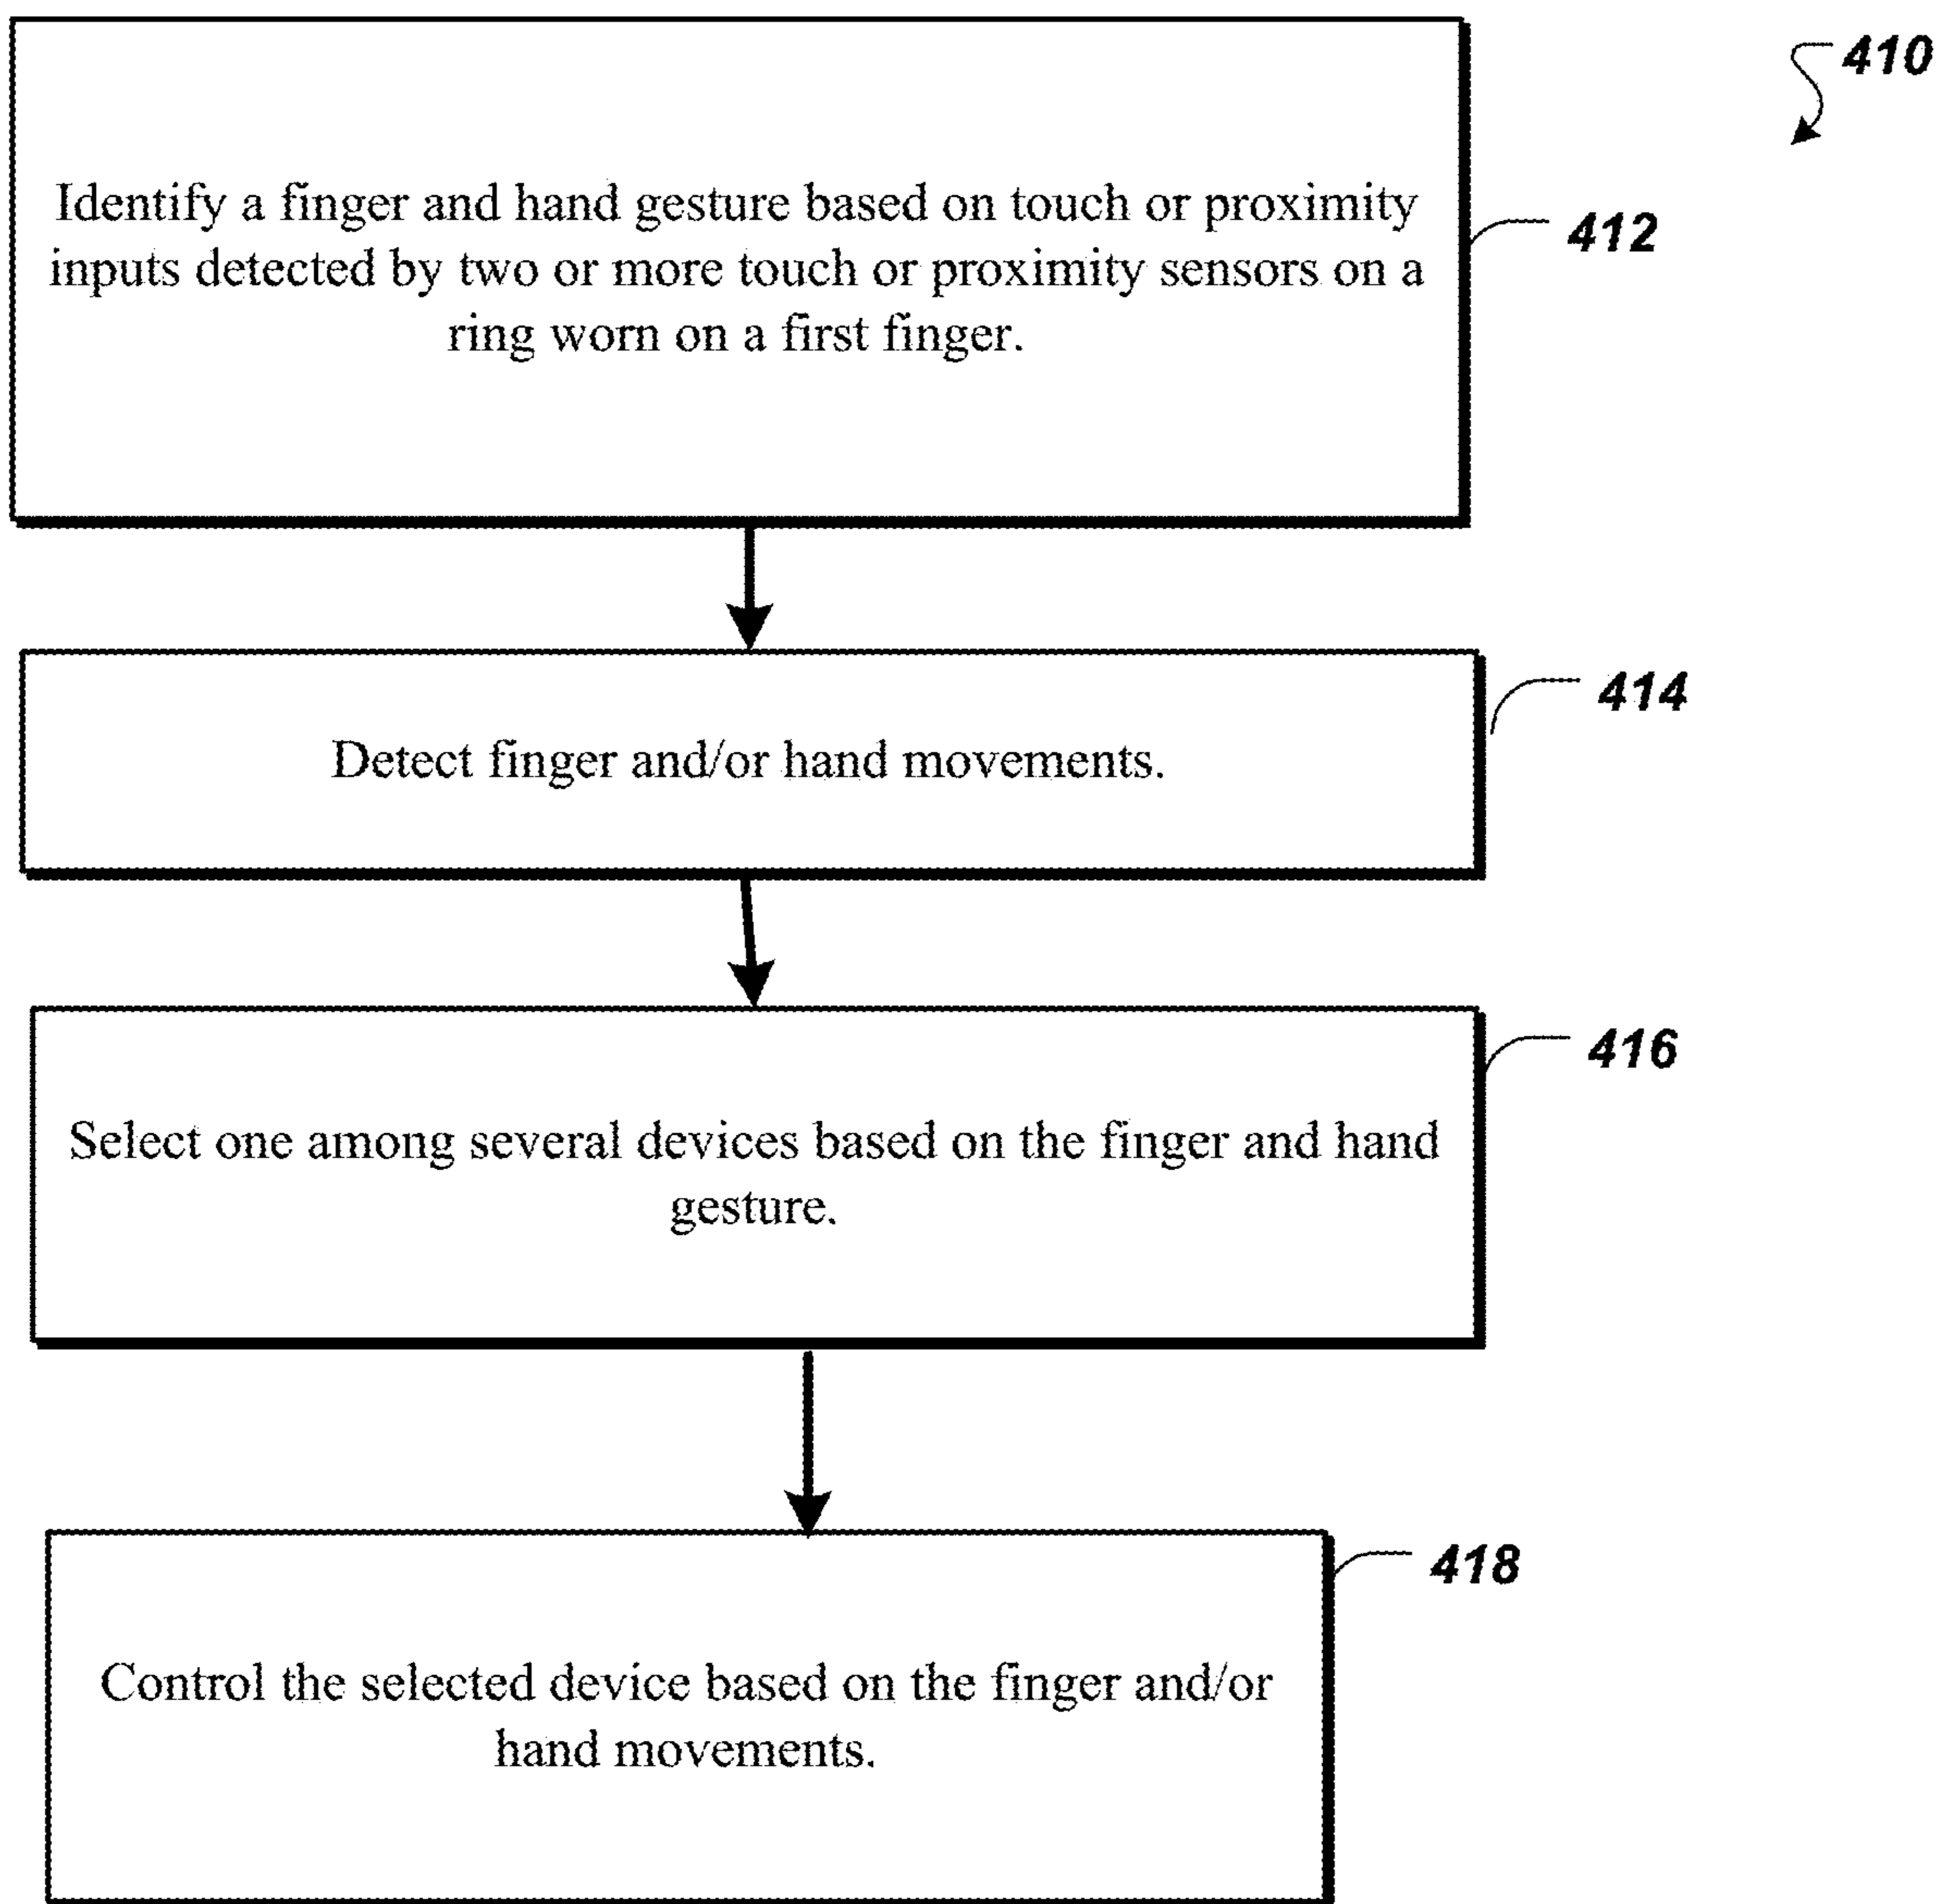 410
Identify a finger and hand gesture based on touch or proximity
inputs detected by two or more touch or proximity sensors on a
ring worn on a first finger.
412
414
Detect finger and/or hand movements.
416
Select one among several devices based on the finger and hand
gesture.
418
Control the selected device based on the finger and/or
hand movements.